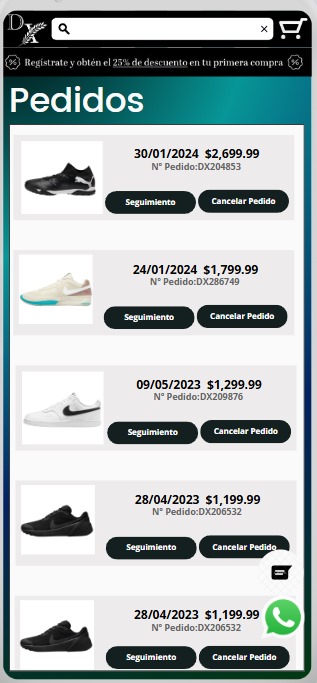 DX
Regístrate y obtén el 25% de descuento en tu primera compra
Pedidos
30/01/2024 $2,699.99
N° Pedido:DX204853
Seguimiento
Cancelar Pedido
24/01/2024 $1,799.99
N° Pedido:DX286749
Seguimiento
Cancelar Pedido
09/05/2023 $1,299.99
N° Pedido:DX209876
Seguimiento
Cancelar Pedido
28/04/2023 $1,199.99
N° Pedido:DX206532
Seguimiento
Cancelar Pedido
28/04/2023 $1,199.99
N° Pedido:DX206532
Seguimiento
Cancelar Pedido